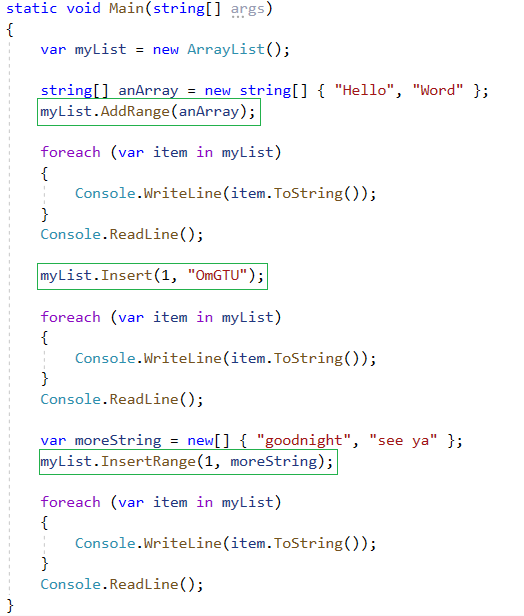 static void Main(string[] args)
{
var myList = new ArrayList();
string[] anArray = new string[] { "Hello", "Word" };
myList.AddRange(anArray);
foreach (var item in myList)
{
Console.WriteLine(item.ToString());
}
Console.ReadLine();
myList.Insert(1, "OmGTU");
foreach (var item in myList)
{
Console.WriteLine(item.ToString());
}
Console.ReadLine();
var moreString = new[] { "goodnight", "see ya" };
myList.InsertRange(1, moreString);
foreach (var item in myList)
{
Console.WriteLine(item.ToString());
}
Console.ReadLine();
}